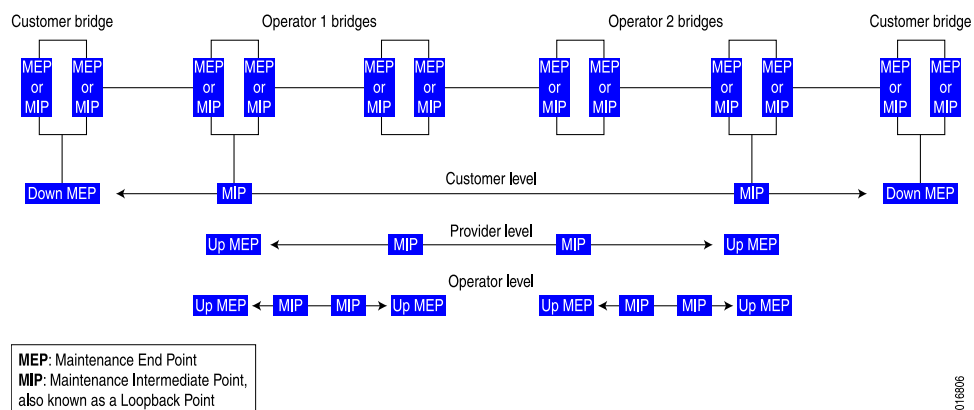 Customer bridge Operator 1 bridges Operator 2 bridges Customer bridge
MEP MEP MEP MEP MEP MEP MEP MEP MEP MEP MEP MEP
or or or or or or or or or or or or
MIP MIP MIP MIP MIP MIP MIP MIP MIP MIP MIP MIP
Customer level
Down MEP MIP MIP Down MEP
Provider level
Up MEP MIP MIP Up MEP
Operator level
Up MEP MIP MIP Up MEP Up MEP MIP MIP Up MEP
MEP: Maintenance End Point
MIP: Maintenance Intermediate Point,
also known as a Loopback Point
016806